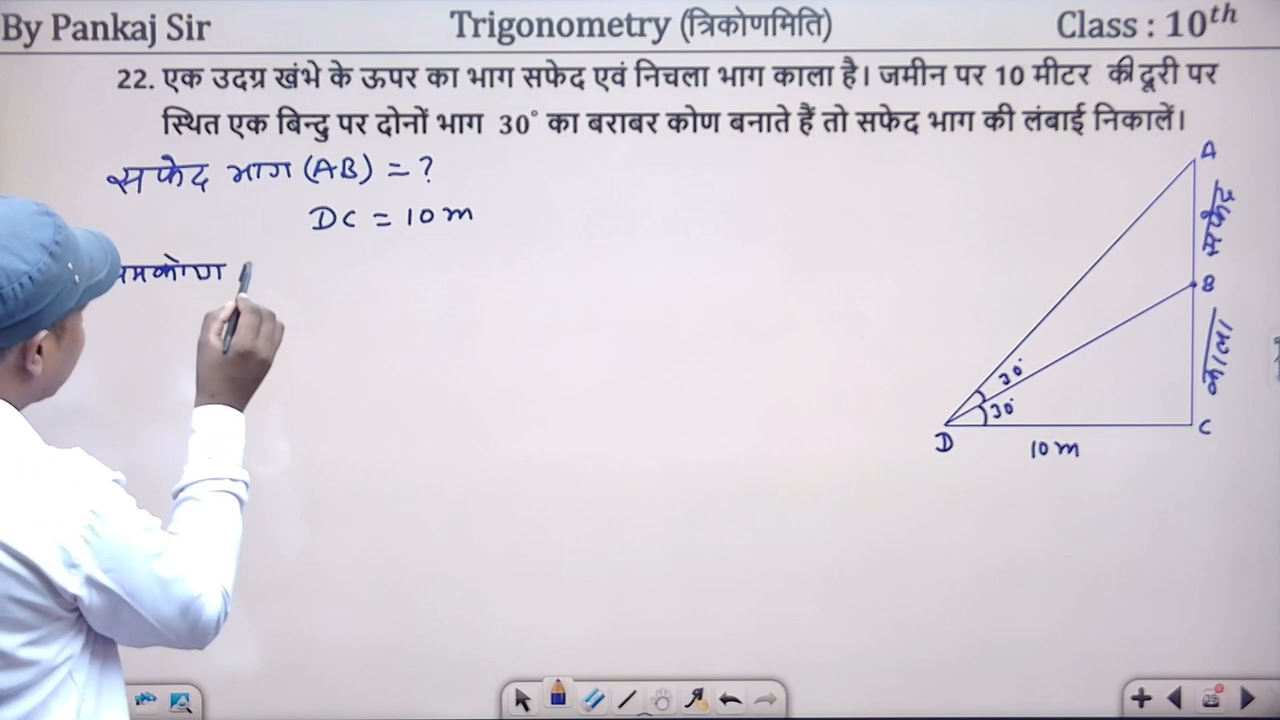 By Pankaj Sir
Trigonometry (त्रिकोणमिति)
Class : 10th
22. एक उदग्र खंभे के ऊपर का भाग सफेद एवं निचला भाग काला है। जमीन पर 10 मीटर की दूरी पर
स्थित एक बिन्दु पर दोनों भाग 30° का बराबर कोण बनाते हैं तो सफेद भाग की लंबाई निकालें।
सफेद भाग (AB) = ?
DC = 10 m
A
सफेद
B
काला
30°
30°
D
C
10 m